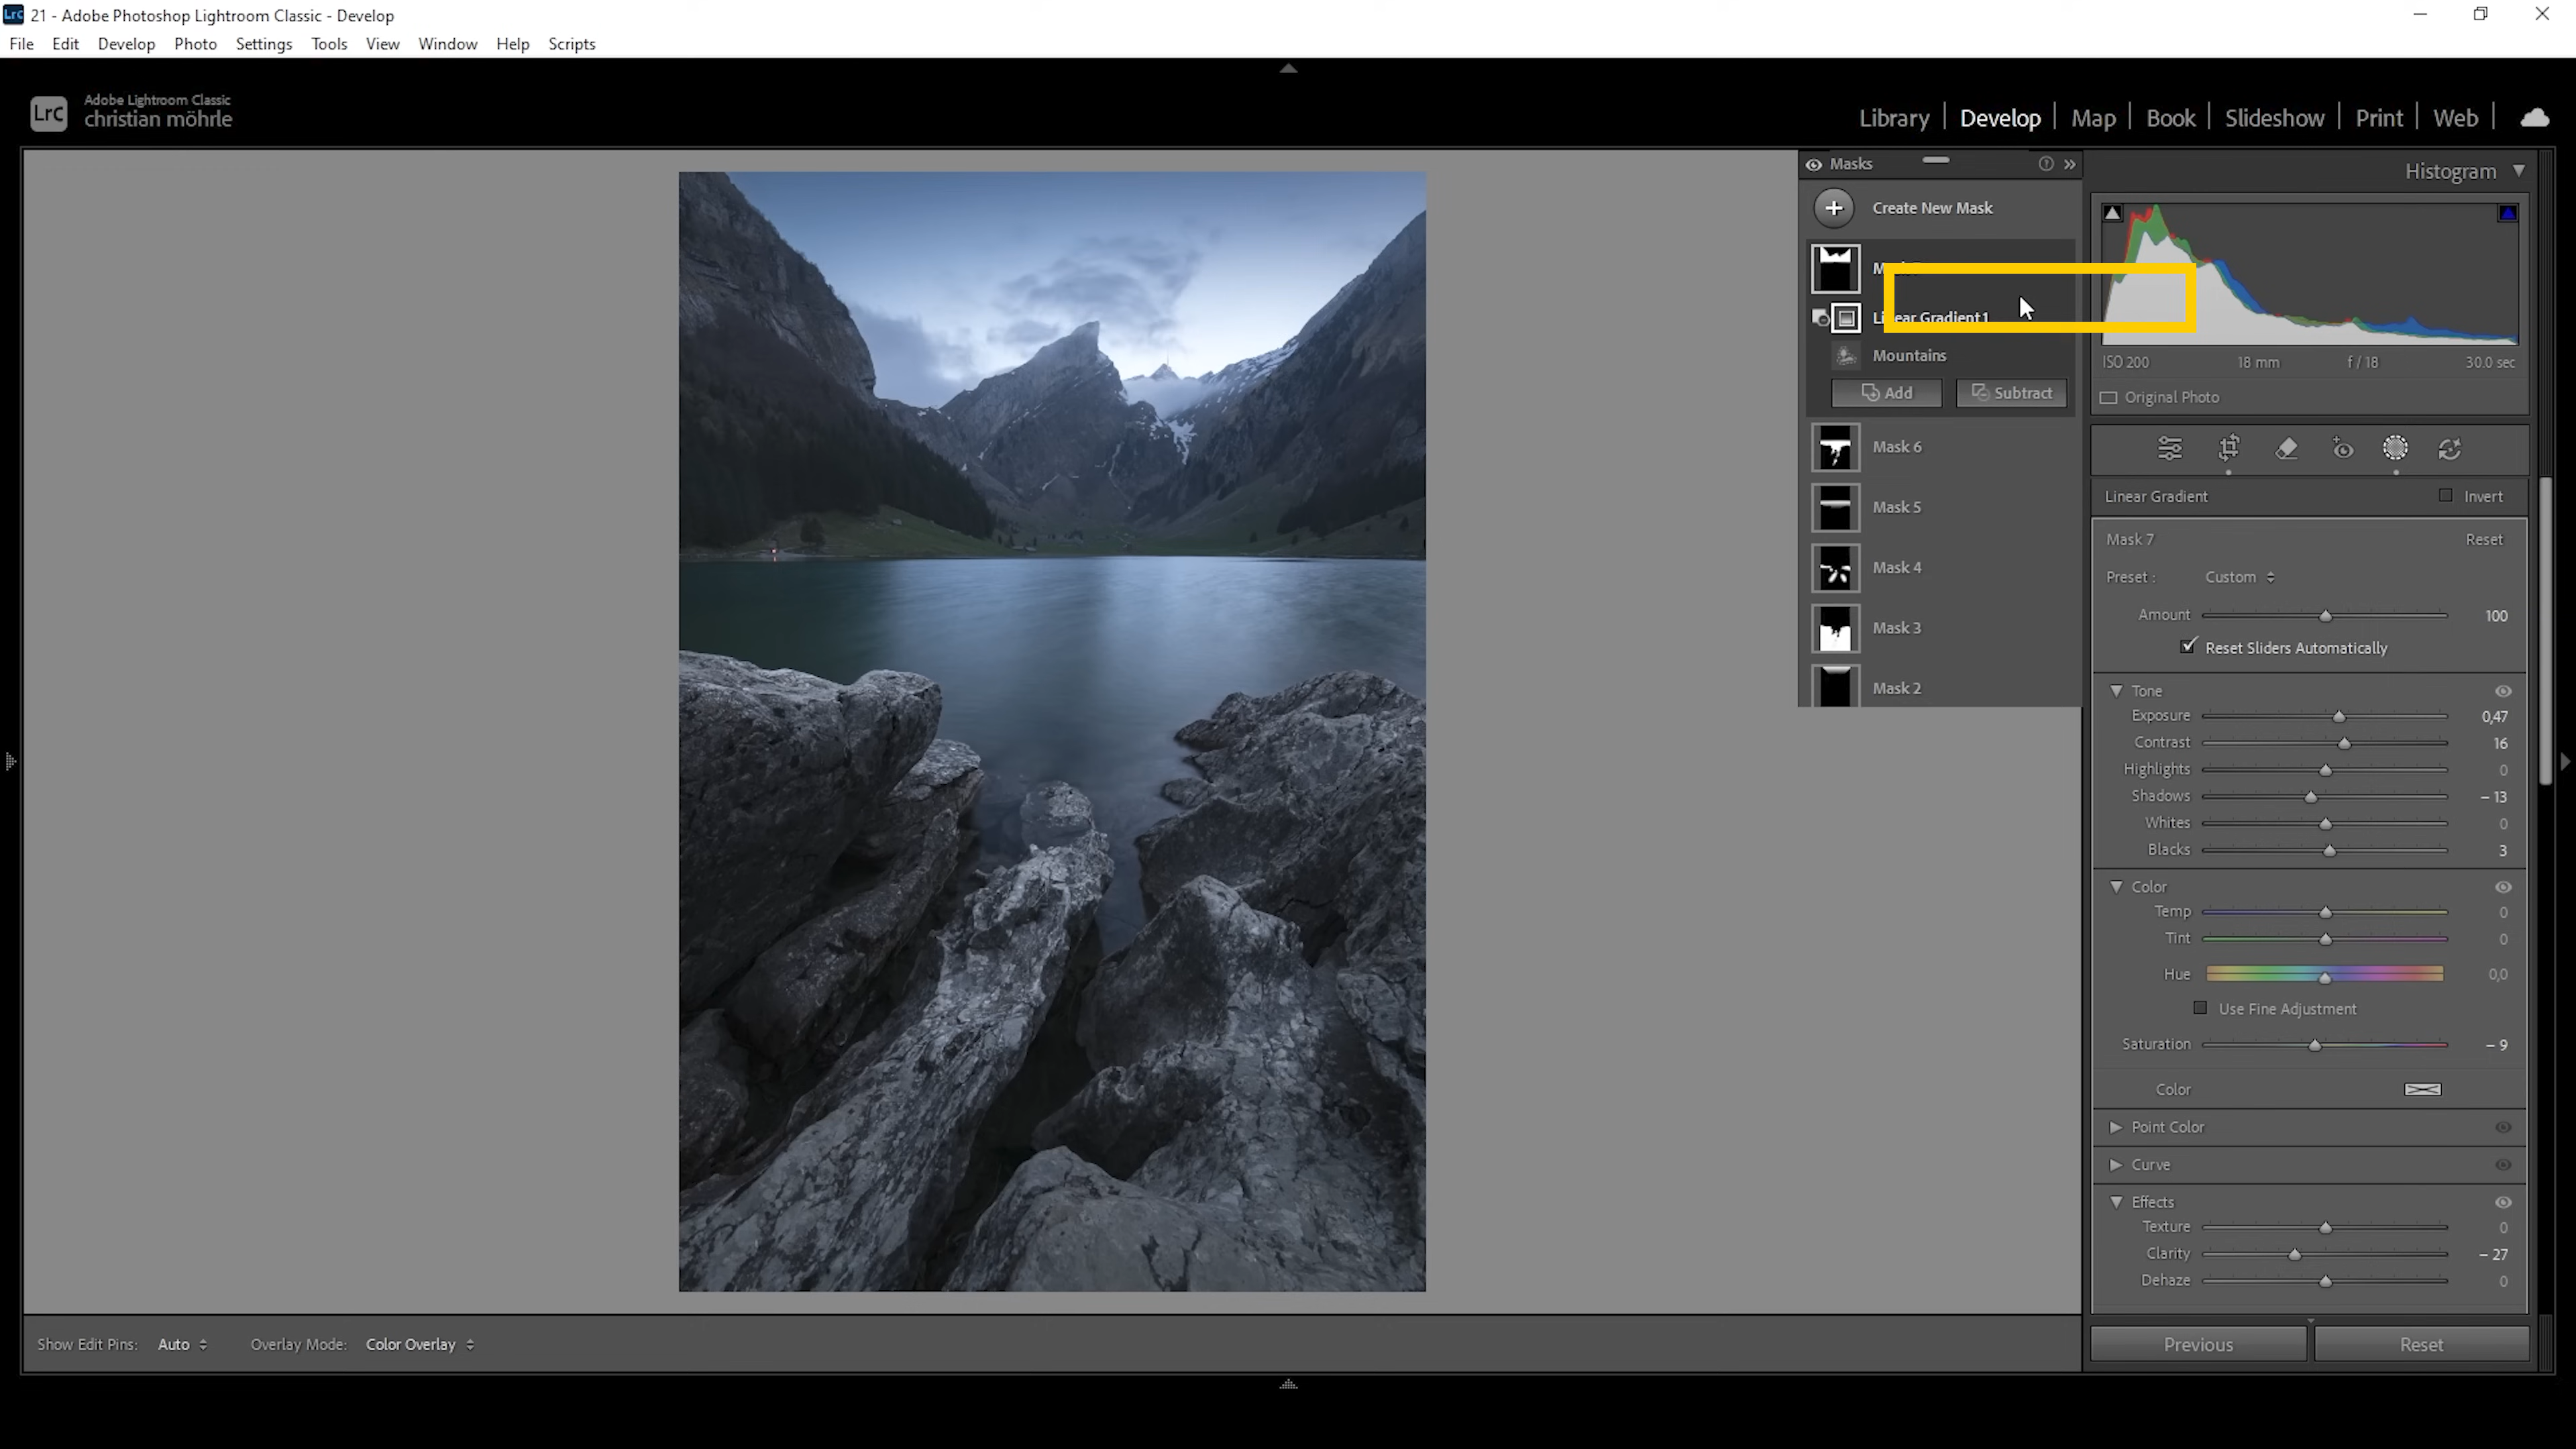 Lrc 21 - Adobe Photoshop Lightroom Classic - Develop
File Edit Develop Photo Settings Tools View Window Help Scripts
Lrc Adobe Lightroom Classic
christian möhrle
Library Develop Map Book Slideshow Print Web
Masks
Create New Mask
Linear Gradient 1
Mountains
Add Subtract
Mask 6
Mask 5
Mask 4
Mask 3
Mask 2
Histogram
ISO 200 18 mm f / 18 30.0 sec
Original Photo
Linear Gradient Invert
Mask 7 Reset
Preset : Custom
Amount 100
Reset Sliders Automatically
Tone
Exposure 0,47
Contrast 16
Highlights 0
Shadows – 13
Whites 0
Blacks 3
Color
Temp 0
Tint 0
Hue 0,0
Use Fine Adjustment
Saturation – 9
Color
Point Color
Curve
Effects
Texture 0
Clarity – 27
Dehaze 0
Show Edit Pins: Auto Overlay Mode: Color Overlay
Previous Reset